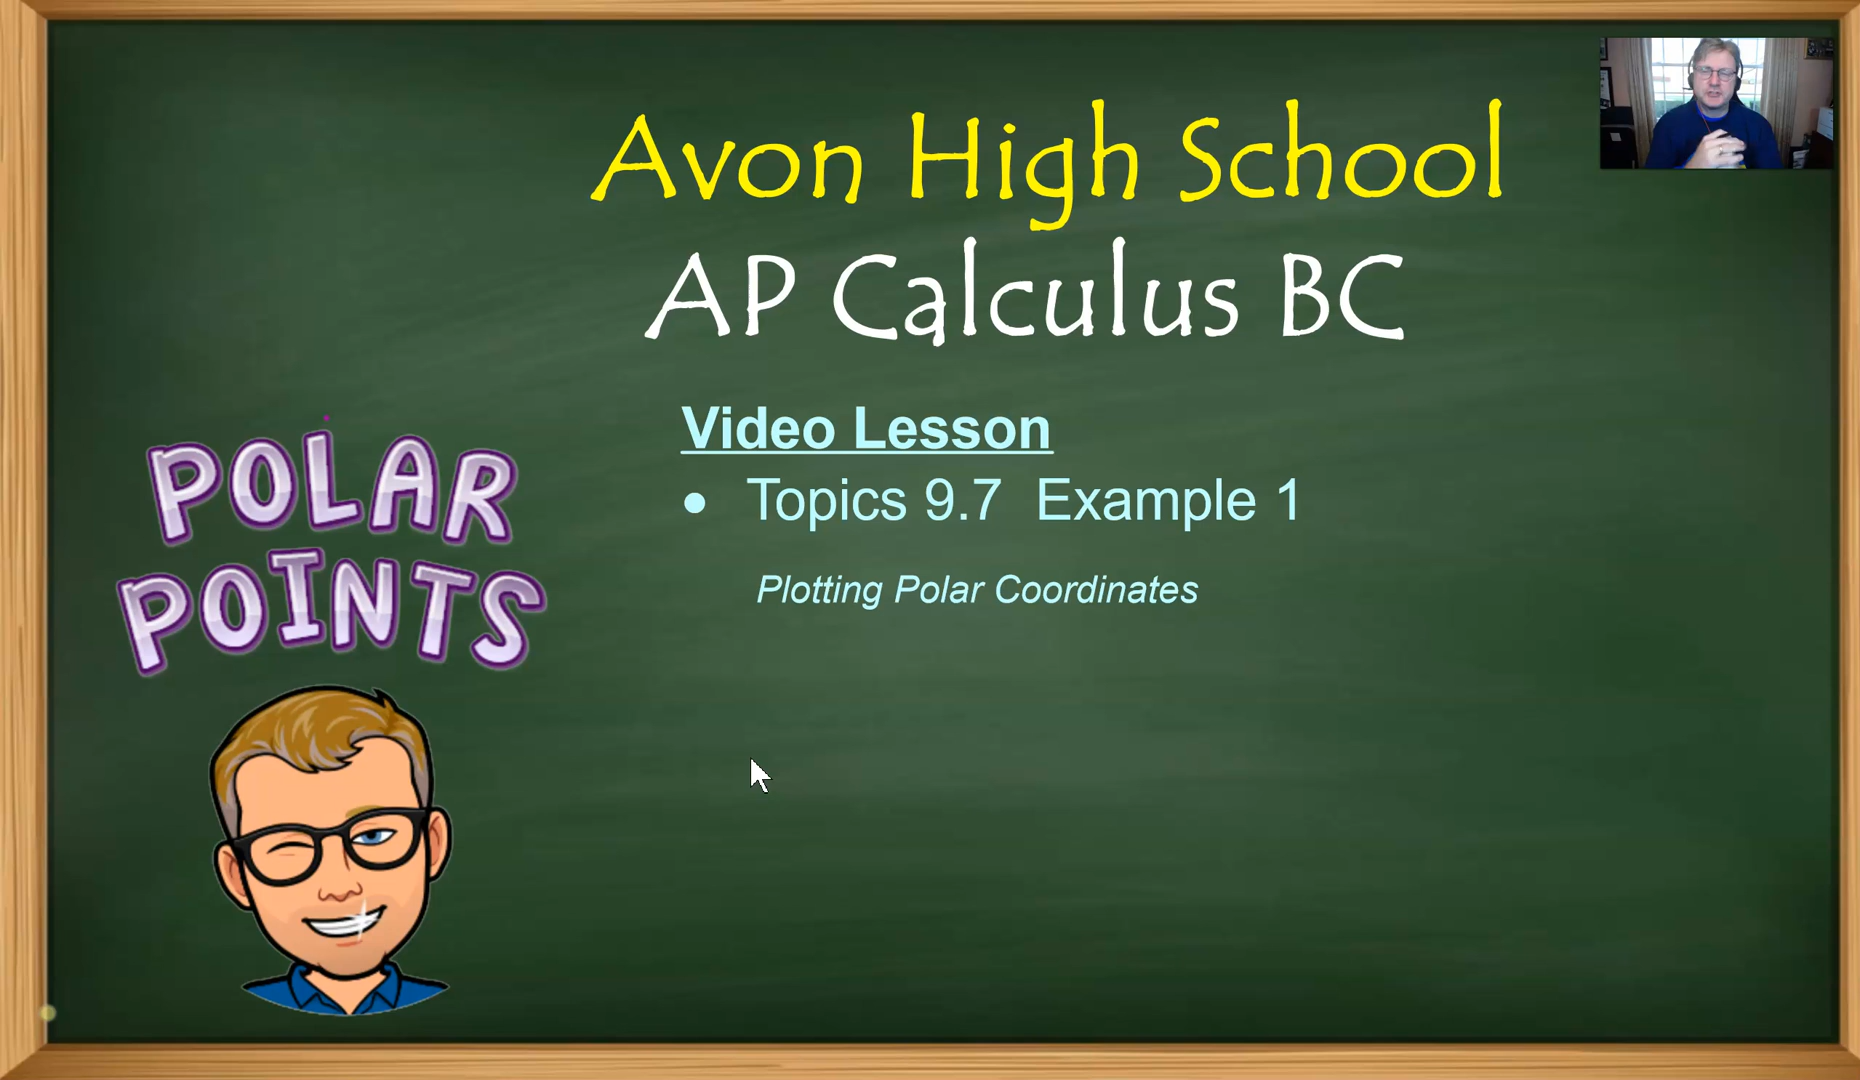 Avon High School
AP Calculus BC
Video Lesson
• Topics 9.7 Example 1
Plotting Polar Coordinates
POLAR
POINTS